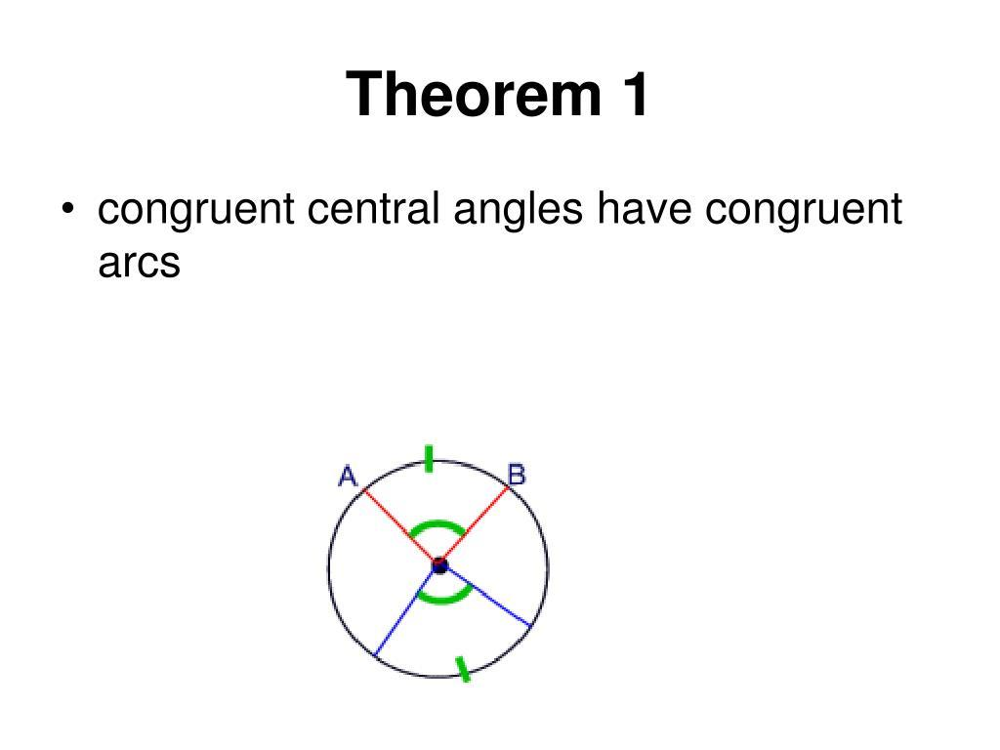 Theorem 1
• congruent central angles have congruent
arcs
A
B